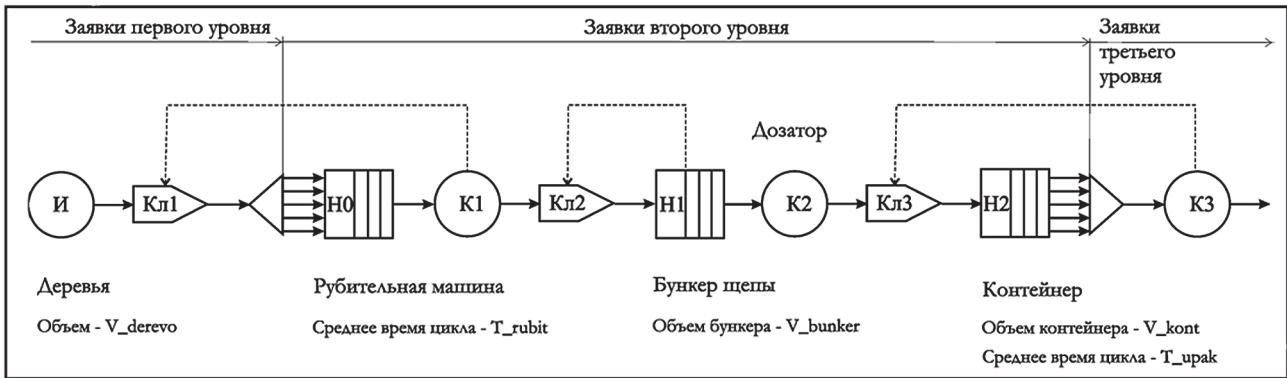 Заявки первого уровня
Заявки второго уровня
Заявки
третьего
уровня
Дозатор
И
Кл1
Н0
К1
Кл2
Н1
К2
Кл3
Н2
К3
Деревья
Рубительная машина
Бункер щепы
Контейнер
Объем - V_derevo
Среднее время цикла - T_rubit
Объем бункера - V_bunker
Объем контейнера - V_kont
Среднее время цикла - T_upak